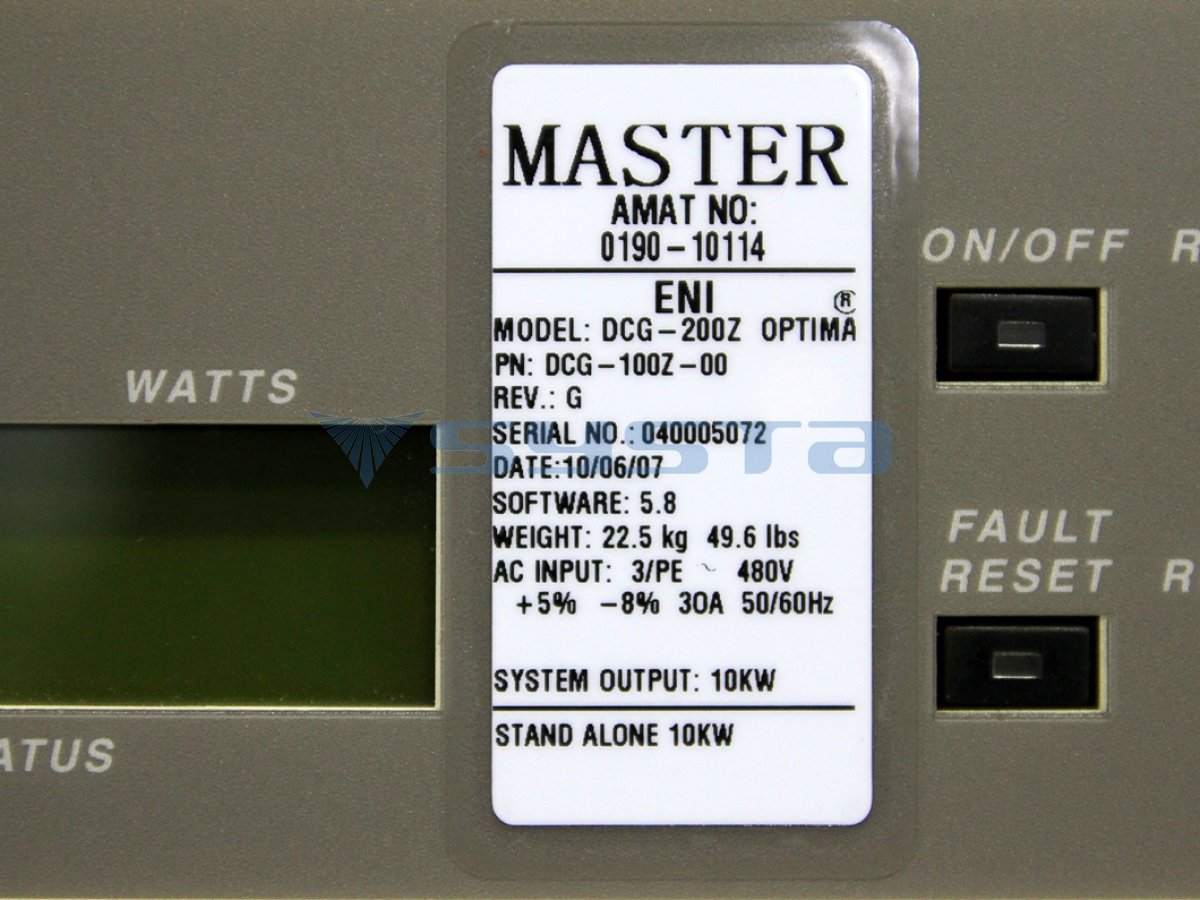 MASTER
AMAT NO:
0190-10114
ENI ®
MODEL: DCG-200Z OPTIMA
PN: DCG-100Z-00
REV.: G
SERIAL NO.: 040005072
DATE:10/06/07
SOFTWARE: 5.8
WEIGHT: 22.5 kg 49.6 lbs
AC INPUT: 3/PE ~ 480V
+5% -8% 30A 50/60Hz
SYSTEM OUTPUT: 10KW
STAND ALONE 10KW
WATTS
ATUS
ON/OFF R
FAULT
RESET R
systa